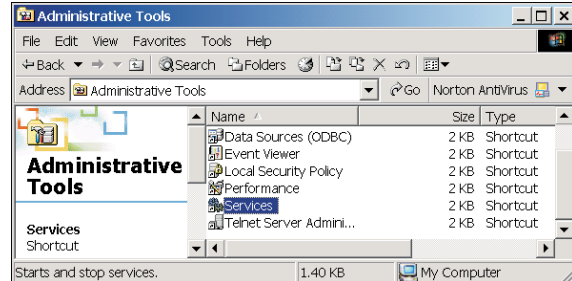 Administrative Tools
File Edit View Favorites Tools Help
Back Search Folders
Address Administrative Tools Go Norton AntiVirus
Name Size Type
Data Sources (ODBC) 2 KB Shortcut
Event Viewer 2 KB Shortcut
Local Security Policy 2 KB Shortcut
Performance 2 KB Shortcut
Services 2 KB Shortcut
Telnet Server Admini... 2 KB Shortcut
Administrative
Tools
Services
Shortcut
Starts and stop services. 1.40 KB My Computer